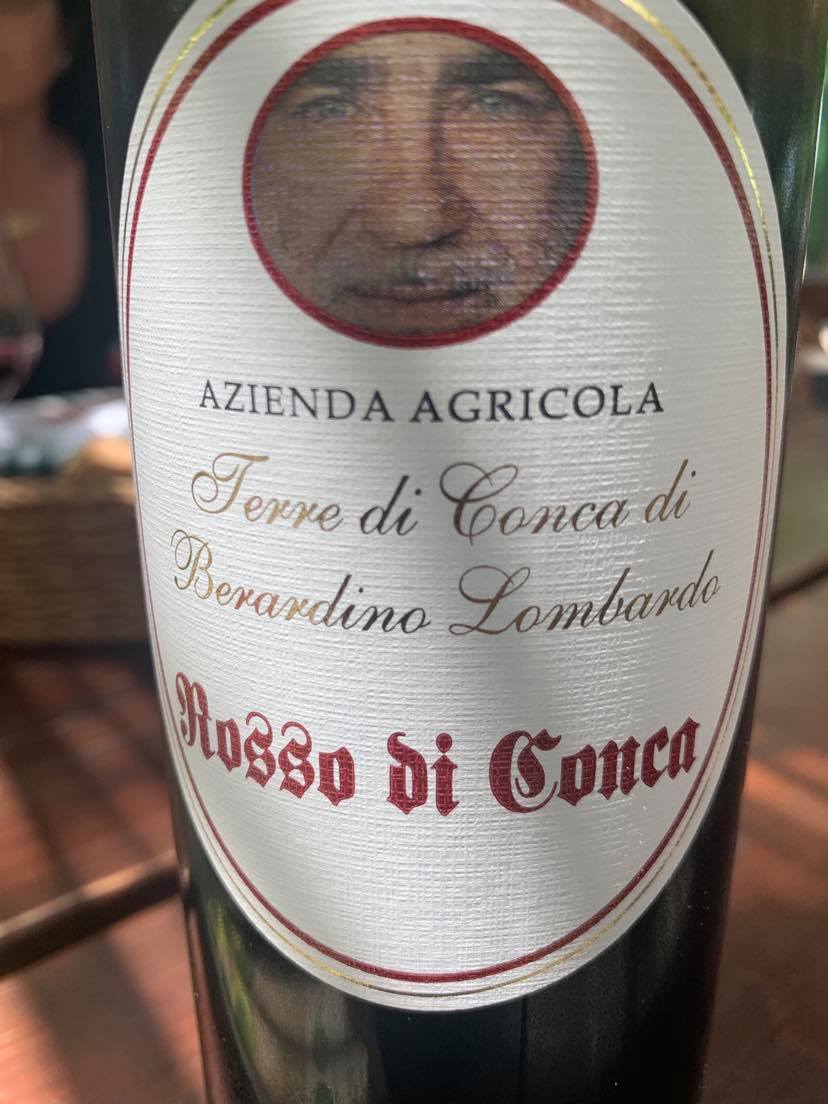 AZIENDA AGRICOLA
Terre di Conca di
Berardino Lombardo
Rosso di Conca